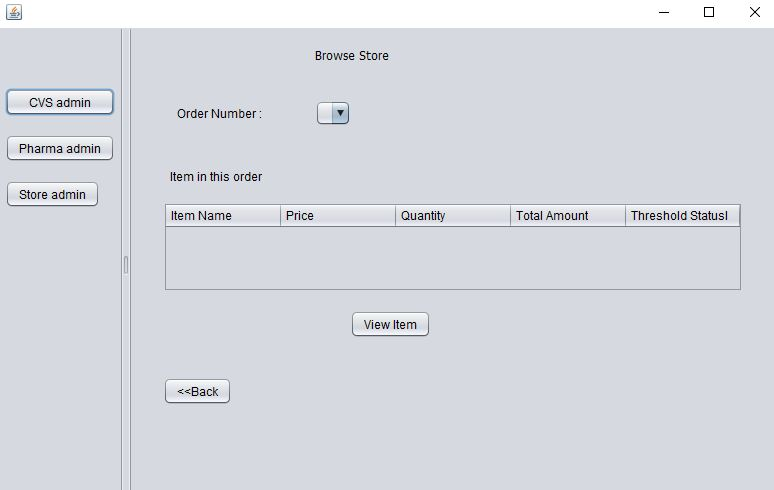 Browse Store
CVS admin
Order Number :
Pharma admin
Item in this order
Store admin
Item Name Price Quantity Total Amount Threshold Statusl
View Item
<<Back